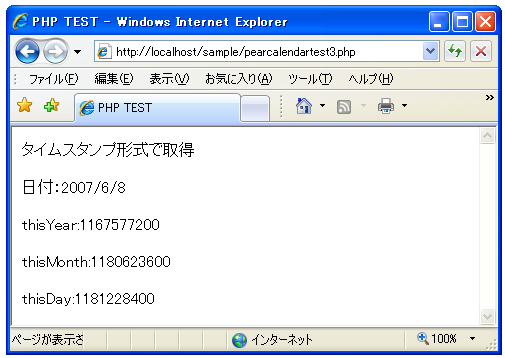 PHP TEST - Windows Internet Explorer
http://localhost/sample/pearcalendartest3.php
ファイル(F) 編集(E) 表示(V) お気に入り(A) ツール(T) ヘルプ(H)
PHP TEST
»
タイムスタンプ形式で取得
日付:2007/6/8
thisYear:1167577200
thisMonth:1180623600
thisDay:1181228400
ページが表示さ インターネット 100%